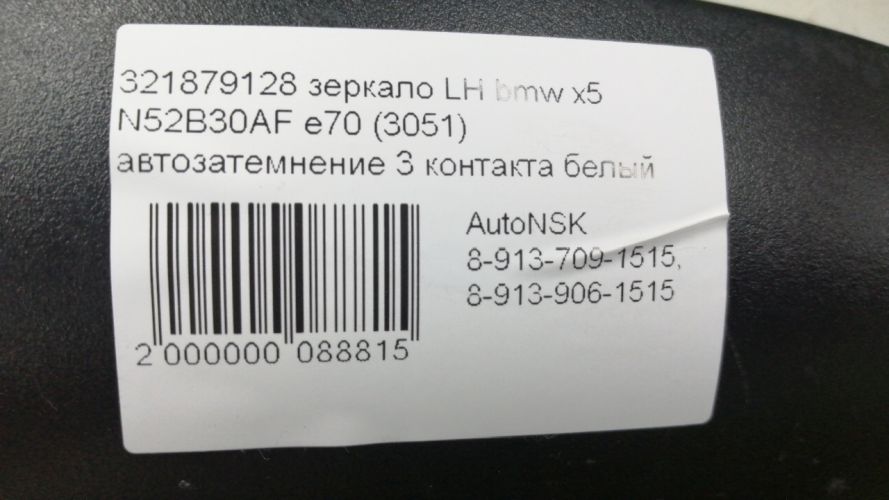 321879128 зеркало LH bmw x5
N52B30AF e70 (3051)
автозатемнение 3 контакта белый
AutoNSK
8-913-709-1515,
8-913-906-1515
2 000000 088815